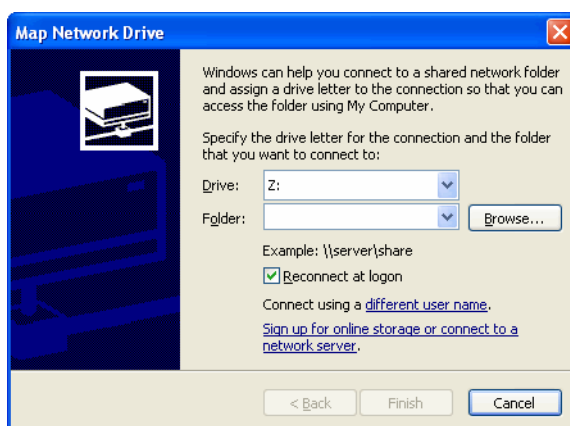 Map Network Drive
Windows can help you connect to a shared network folder
and assign a drive letter to the connection so that you can
access the folder using My Computer.
Specify the drive letter for the connection and the folder
that you want to connect to:
Drive: Z:
Folder: Browse...
Example: \\server\share
Reconnect at logon
Connect using a different user name.
Sign up for online storage or connect to a
network server.
< Back Finish Cancel